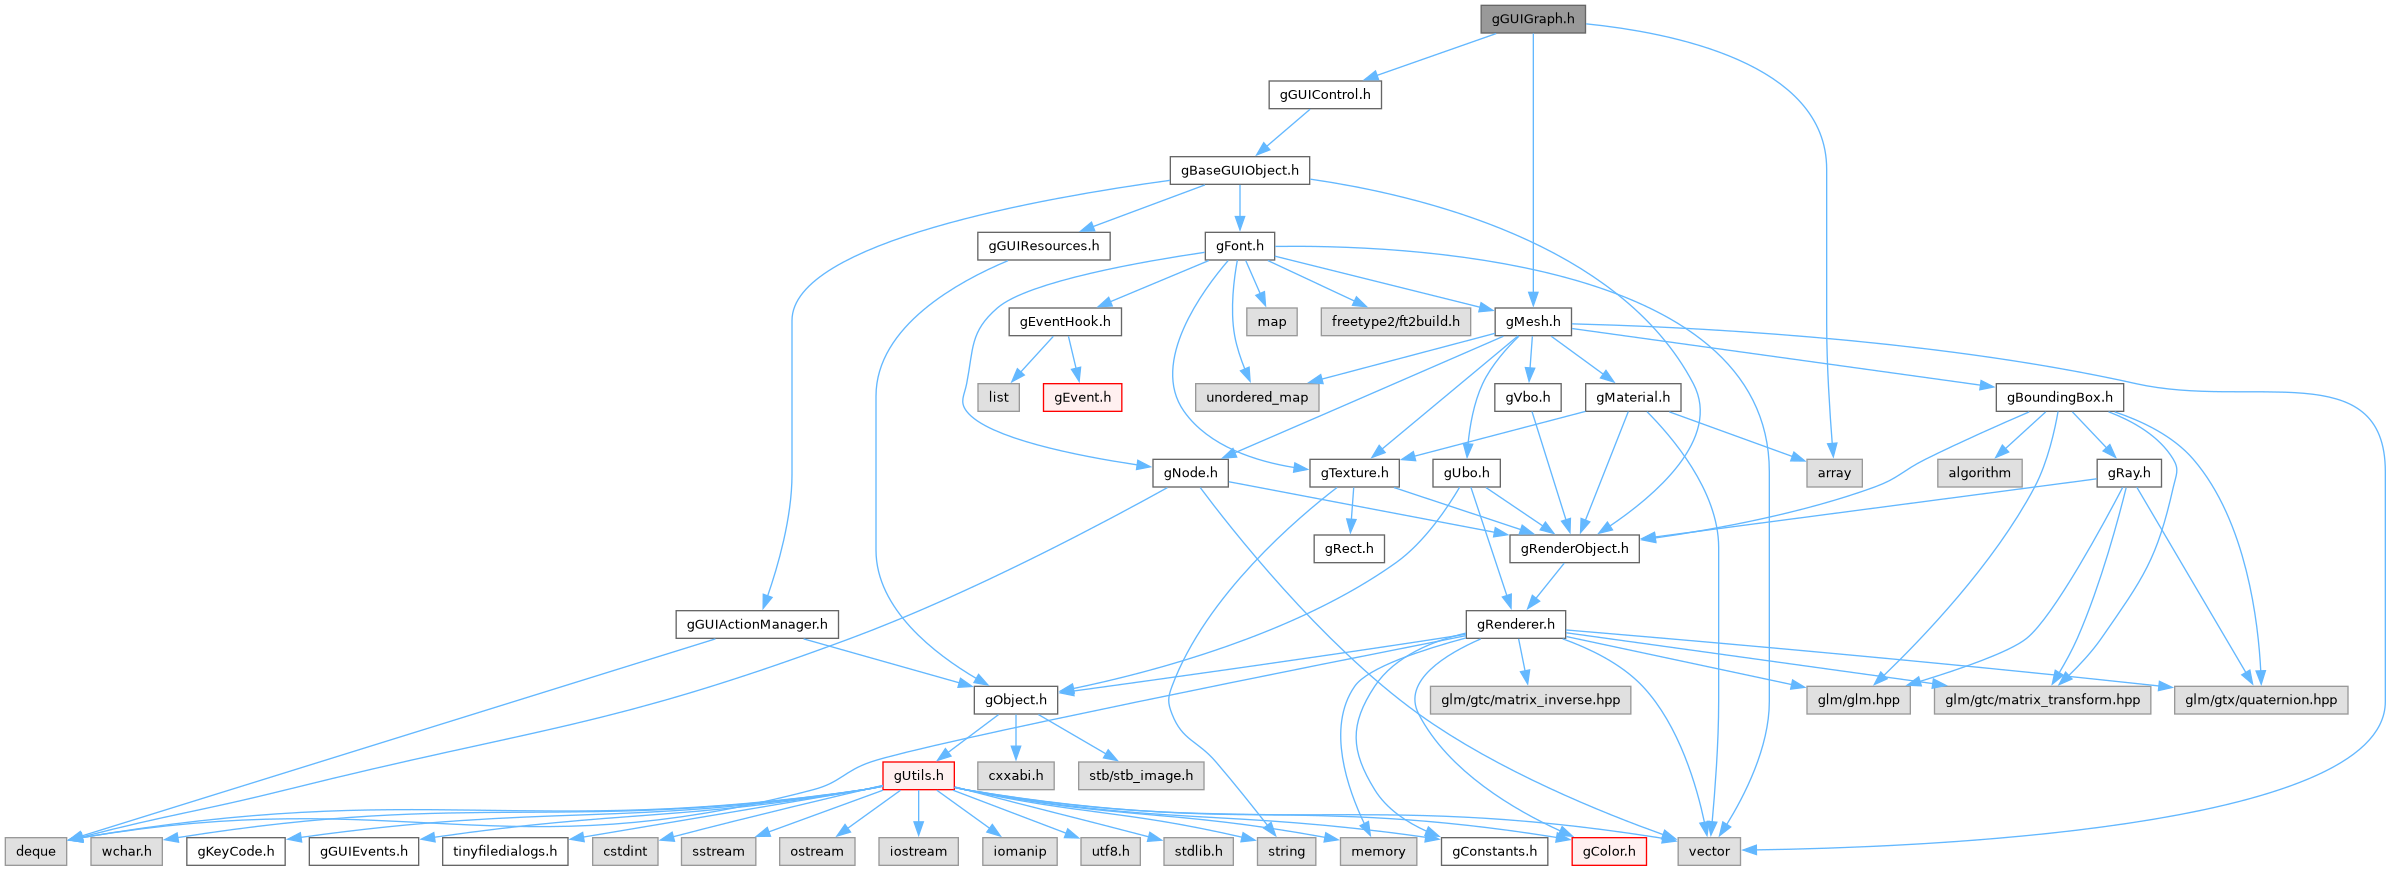 gGUIGraph.h
gGUIControl.h
gBaseGUIObject.h
gGUIResources.h
gFont.h
gEventHook.h
map
freetype2/ft2build.h
gMesh.h
list
gEvent.h
unordered_map
gVbo.h
gMaterial.h
gBoundingBox.h
gNode.h
gTexture.h
gUbo.h
array
algorithm
gRay.h
gRect.h
gRenderObject.h
gGUIActionManager.h
gRenderer.h
gObject.h
glm/gtc/matrix_inverse.hpp
glm/glm.hpp
glm/gtc/matrix_transform.hpp
glm/gtx/quaternion.hpp
gUtils.h
cxxabi.h
stb/stb_image.h
deque
wchar.h
gKeyCode.h
gGUIEvents.h
tinyfiledialogs.h
cstdint
sstream
ostream
iostream
iomanip
utf8.h
stdlib.h
string
memory
gConstants.h
gColor.h
vector